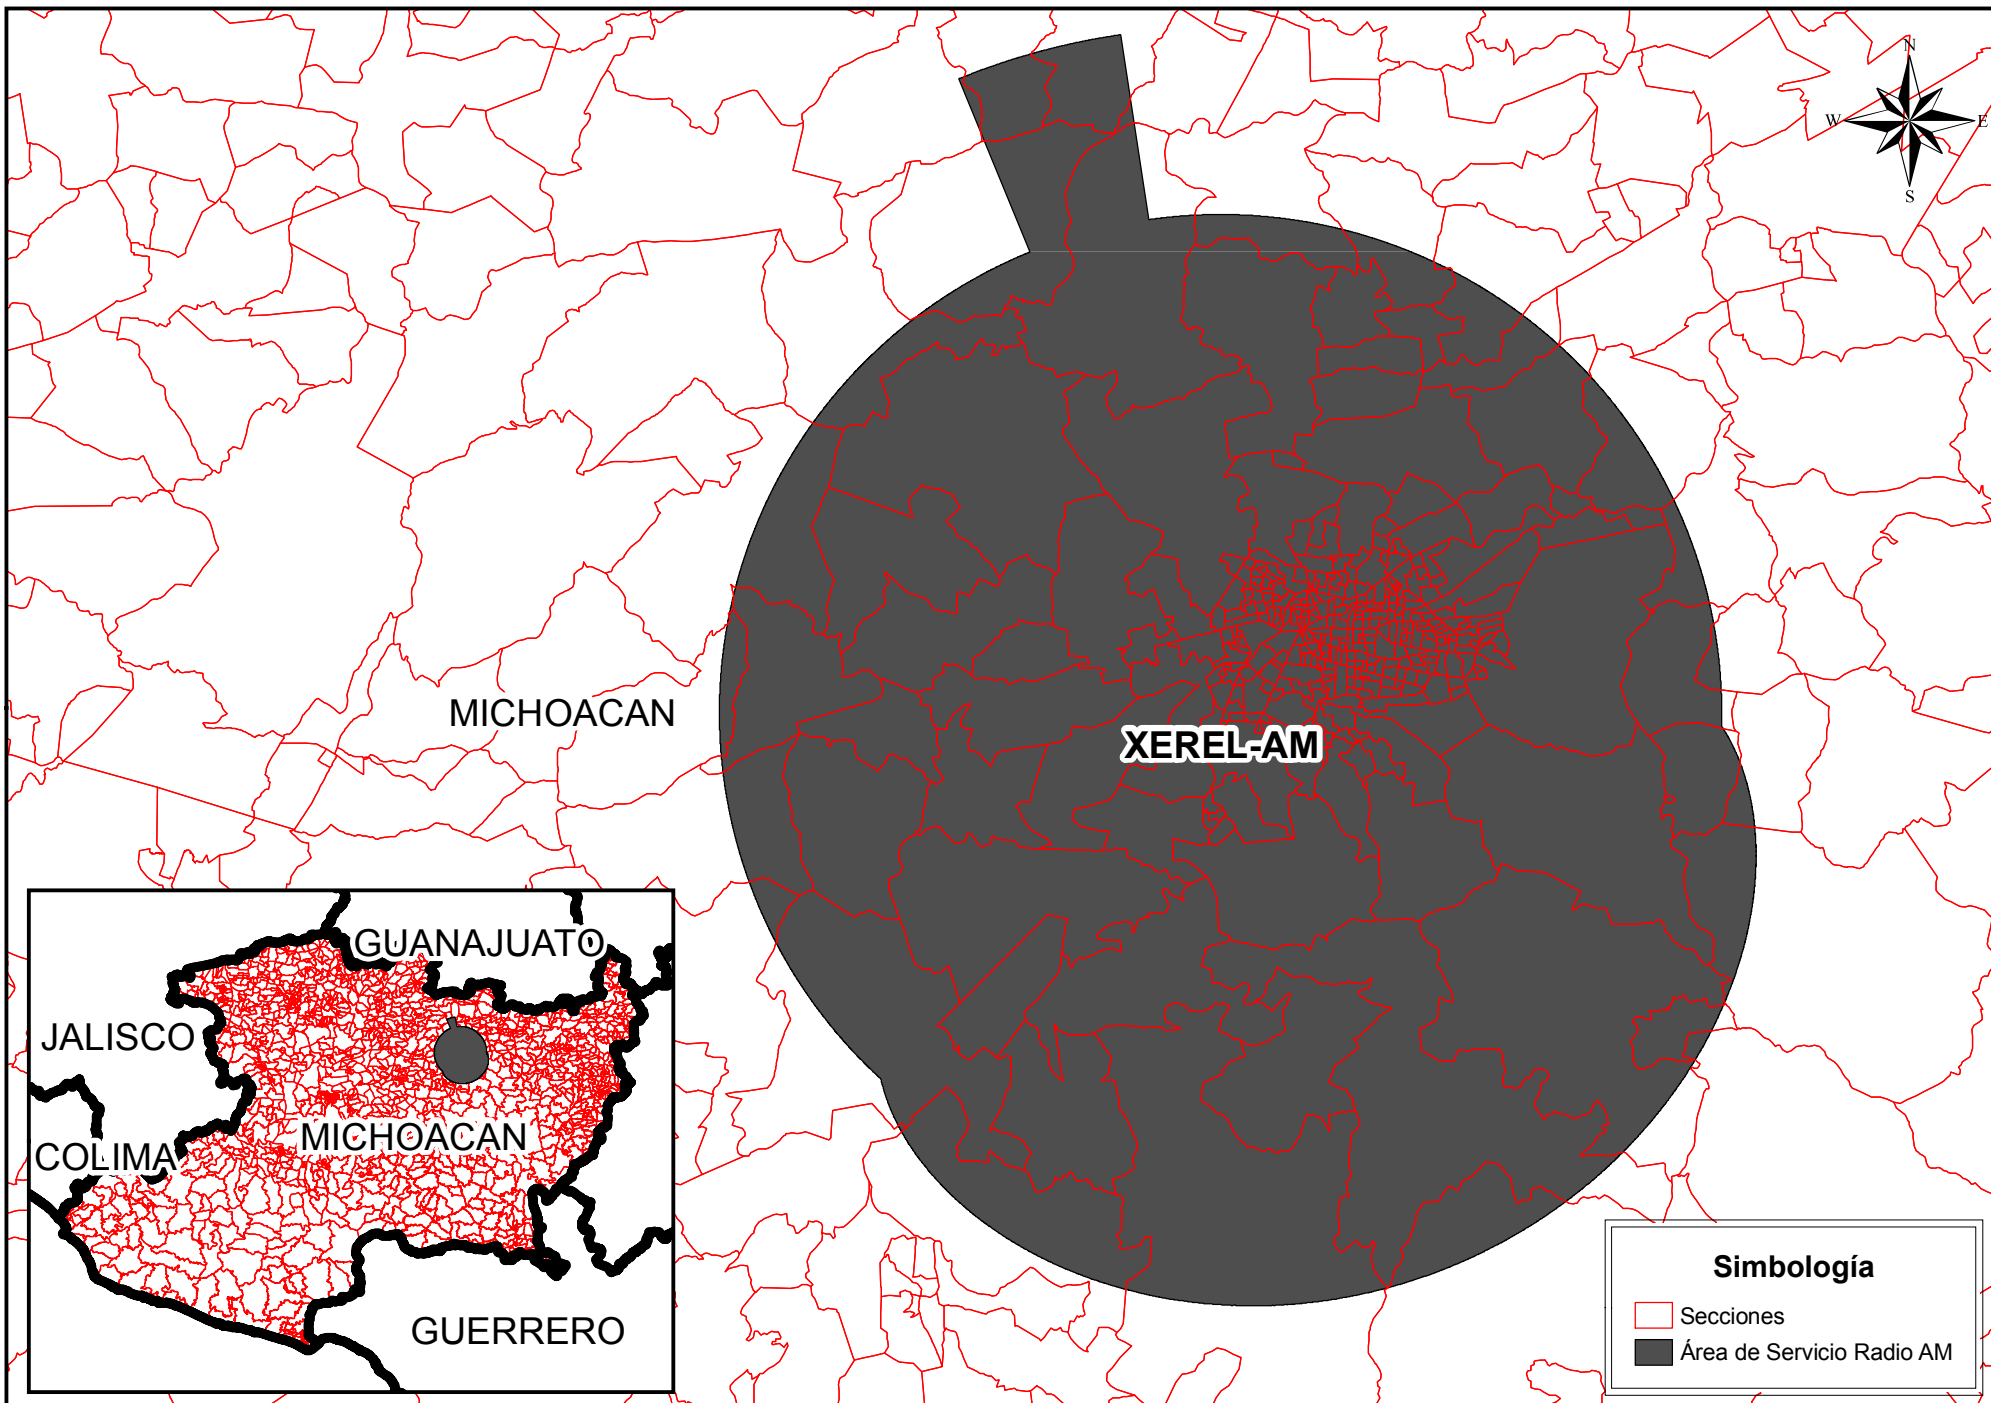 N
W
E
S
MICHOACAN
XEREL-AM
GUANAJUATO
JALISCO
MICHOACAN
COLIMA
GUERRERO
Simbología
Secciones
Área de Servicio Radio AM